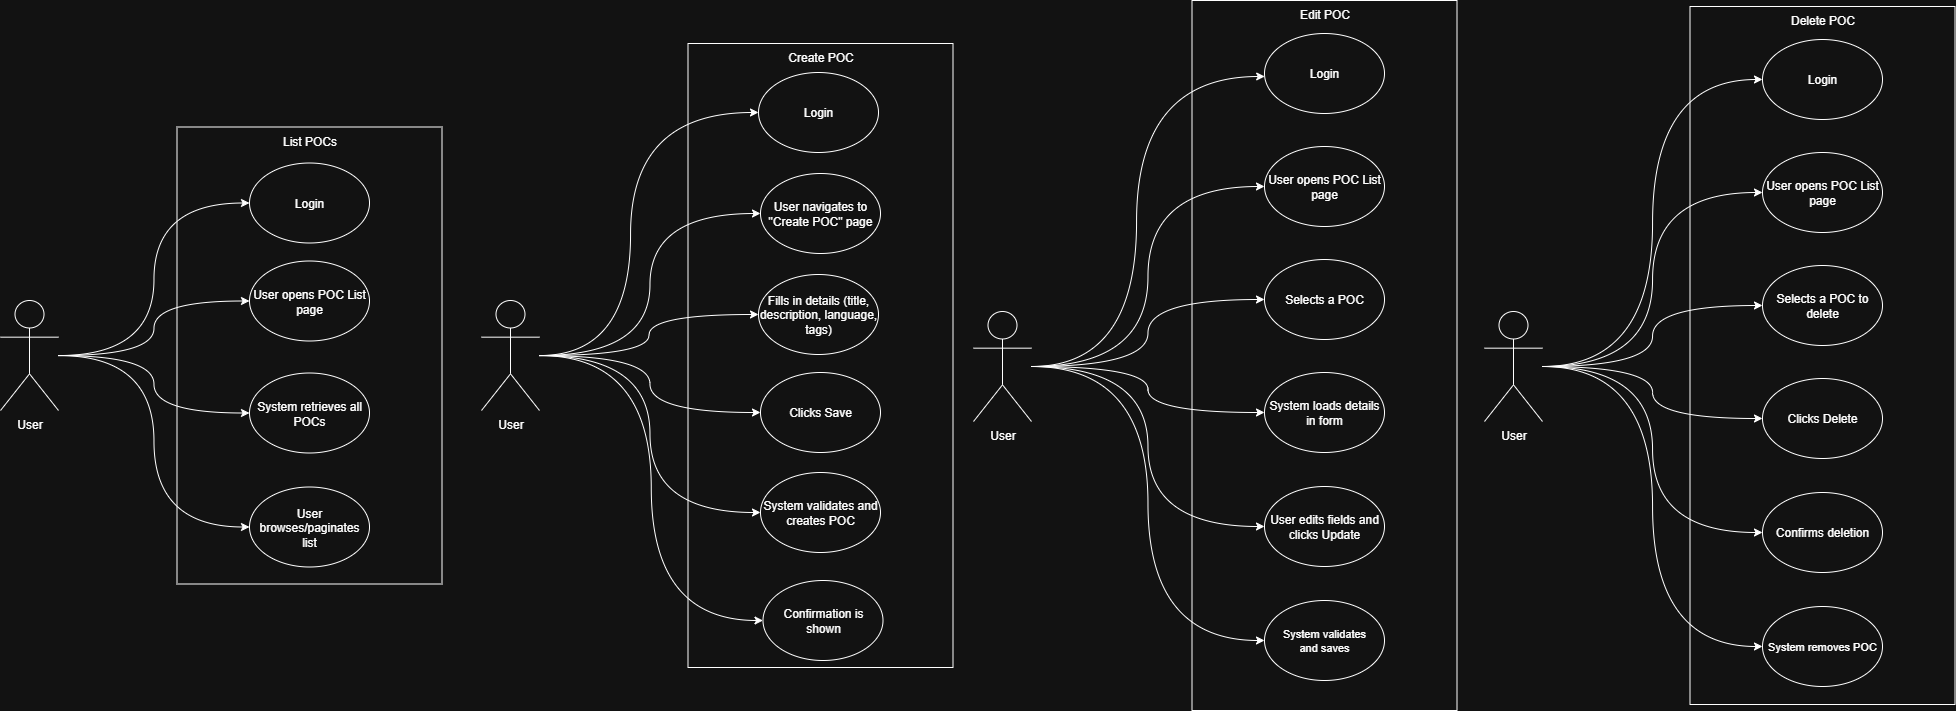 List POCs
Login
User opens POC List
page
System retrieves all
POCs
User
browses/paginates
list
User
Create POC
Login
User navigates to
"Create POC" page
Fills in details (title,
description, language,
tags)
Clicks Save
System validates and
creates POC
Confirmation is
shown
User
Edit POC
Login
User opens POC List
page
Selects a POC
System loads details
in form
User edits fields and
clicks Update
System validates
and saves
User
Delete POC
Login
User opens POC List
page
Selects a POC to
delete
Clicks Delete
Confirms deletion
System removes POC
User